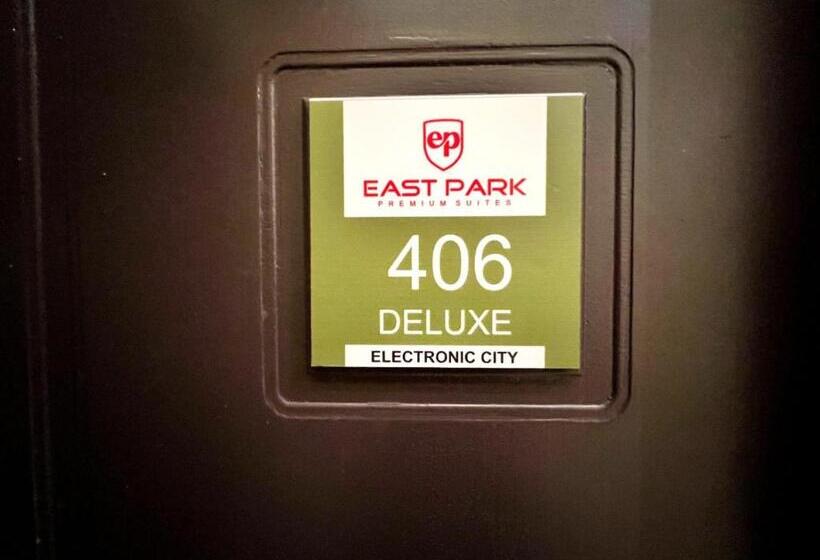 ep
EAST PARK
PREMIUM SUITES
406
DELUXE
ELECTRONIC CITY